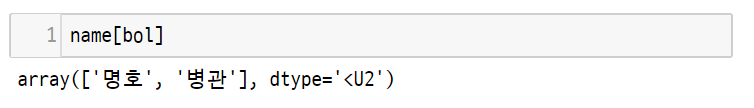 1 name[bol]
array(['명호', '병관'], dtype='<U2')